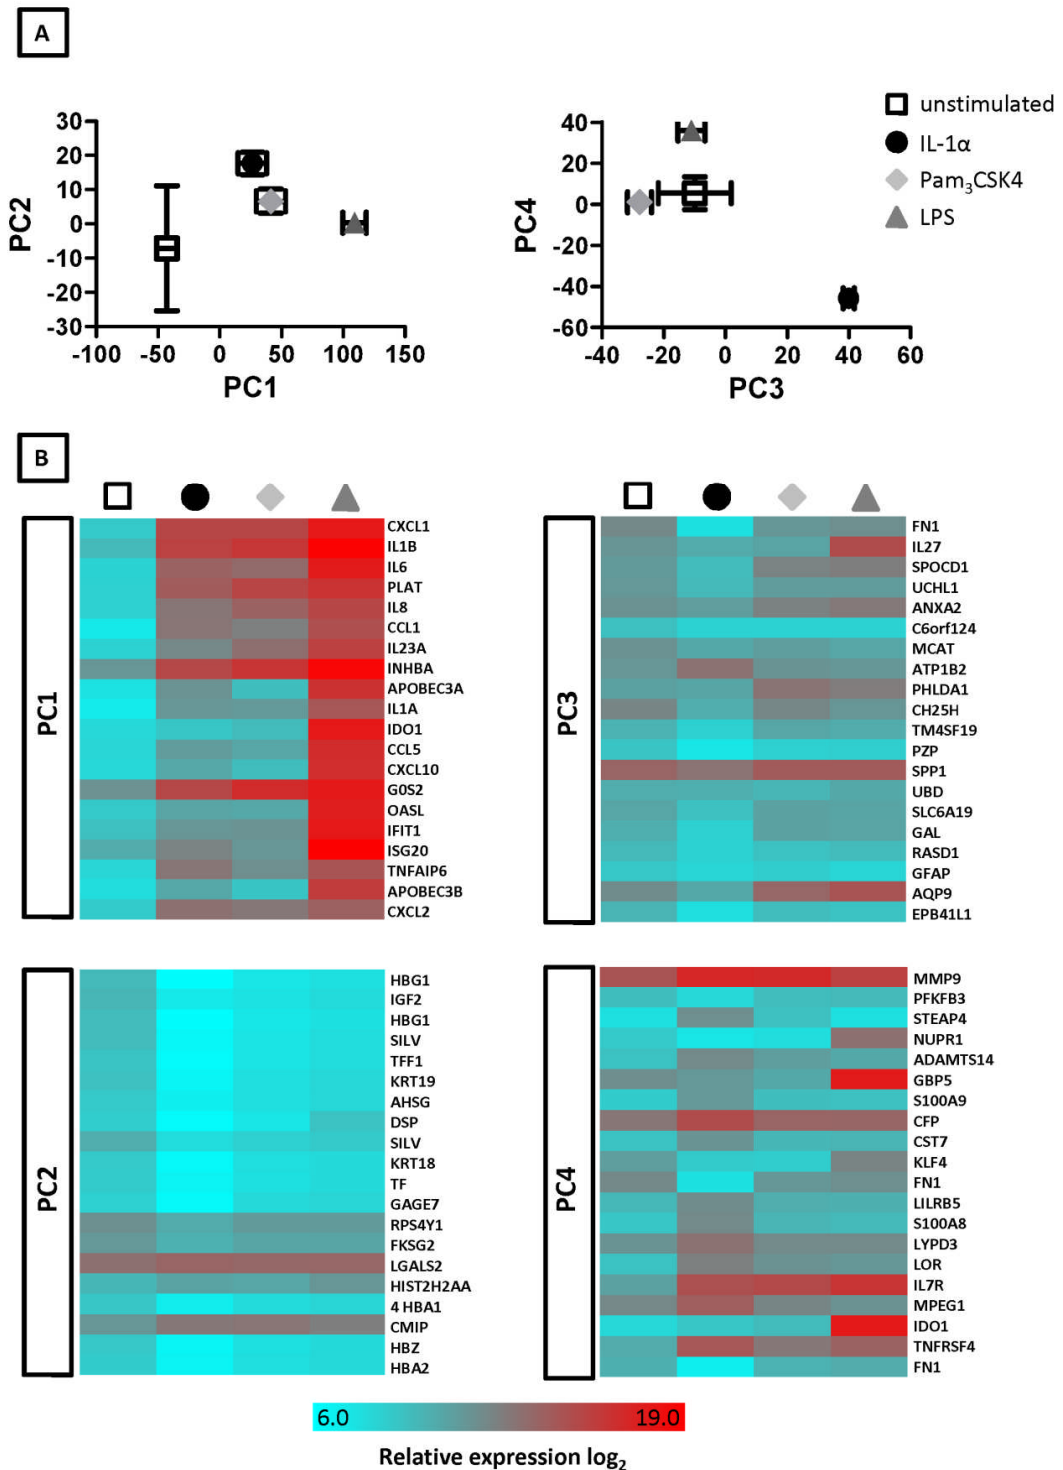 A
30
20
10
0
-10
-20
-30
PC2
-100 -50 0 50 100 150
PC1
40
20
0
-20
-40
-60
PC4
-40 -20 0 20 40 60
PC3
unstimulated
IL-1α
Pam₃CSK4
LPS
B
PC1
CXCL1
IL1B
IL6
PLAT
IL8
CCL1
IL23A
INHBA
APOBEC3A
IL1A
IDO1
CCL5
CXCL10
G0S2
OASL
IFIT1
ISG20
TNFAIP6
APOBEC3B
CXCL2
PC3
FN1
IL27
SPOCD1
UCHL1
ANXA2
C6orf124
MCAT
ATP1B2
PHLDA1
CH25H
TM4SF19
PZP
SPP1
UBD
SLC6A19
GAL
RASD1
GFAP
AQP9
EPB41L1
PC2
HBG1
IGF2
HBG1
SILV
TFF1
KRT19
AHSG
DSP
SILV
KRT18
TF
GAGE7
RPS4Y1
FKSG2
LGALS2
HIST2H2AA
4 HBA1
CMIP
HBZ
HBA2
PC4
MMP9
PFKFB3
STEAP4
NUPR1
ADAMTS14
GBP5
S100A9
CFP
CST7
KLF4
FN1
LILRB5
S100A8
LYPD3
LOR
IL7R
MPEG1
IDO1
TNFRSF4
FN1
6.0 19.0
Relative expression log₂